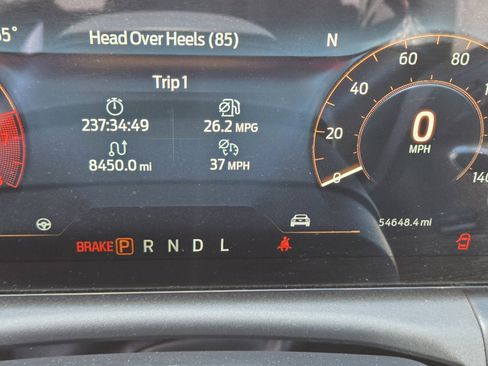 5°
Head Over Heels (85)
N
Trip 1
237:34:49
26.2 MPG
8450.0 mi
37 MPH
0
20
40
60
80
140
0
MPH
54648.4 mi
BRAKE P R N D L